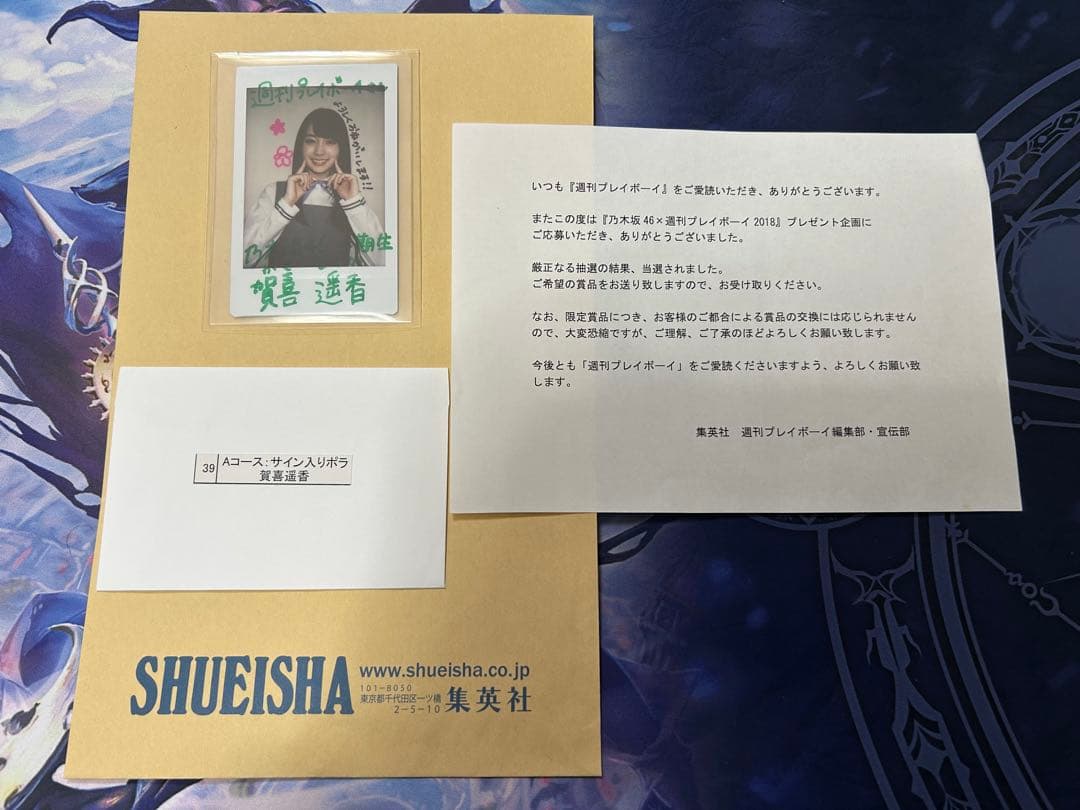 週刊プレイボーイさん
よろしくおねがいします!!
期生
賀喜 遥香
いつも『週刊プレイボーイ』をご愛読いただき、ありがとうございます。
またこの度は『乃木坂 46×週刊プレイボーイ 2018』プレゼント企画に
ご応募いただき、ありがとうございました。
厳正なる抽選の結果、当選されました。
ご希望の賞品をお送り致しますので、お受け取りください。
なお、限定賞品につき、お客様のご都合による賞品の交換には応じられません
ので、大変恐縮ですが、ご理解、ご了承のほどよろしくお願い致します。
今後とも「週刊プレイボーイ」をご愛読くださいますよう、よろしくお願い致
します。
集英社 週刊プレイボーイ編集部・宣伝部
39 Aコース:サイン入りポラ
賀喜遥香
SHUEISHA www.shueisha.co.jp
101-8050
東京都千代田区一ツ橋
2-5-10 集英社